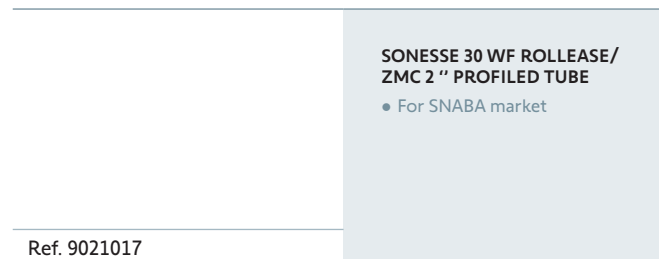 SONESSE 30 WF ROLLEASE/
ZMC 2 ’’ PROFILED TUBE
● For SNABA market
Ref. 9021017